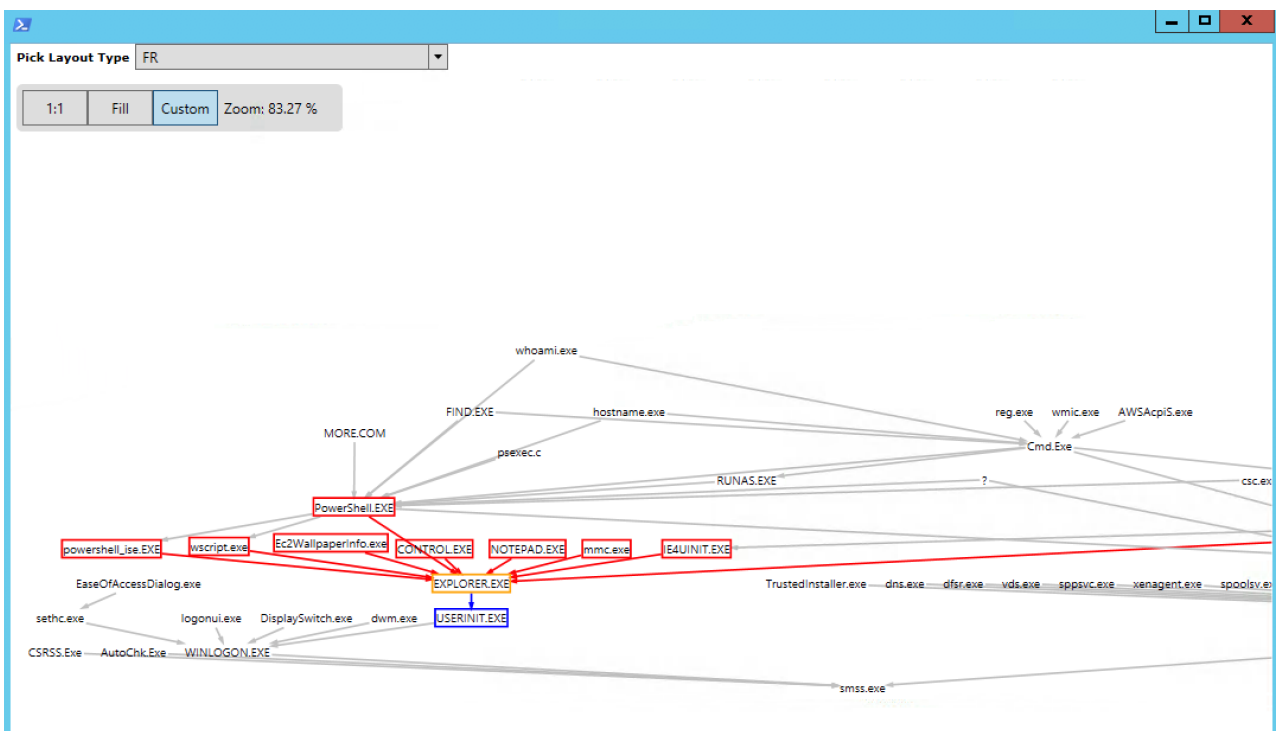 Pick Layout Type FR
1:1 Fill Custom Zoom: 83.27 %
whoami.exe
FIND.EXE hostname.exe reg.exe wmic.exe AWSAcpiS.exe
MORE.COM
Cmd.Exe
psexec.c
RUNAS.EXE ? csc.ex
PowerShell.EXE
powershell_ise.EXE wscript.exe Ec2WallpaperInfo.exe CONTROL.EXE NOTEPAD.EXE mmc.exe IE4UINIT.EXE
EaseOfAccessDialog.exe EXPLORER.EXE TrustedInstaller.exe dns.exe dfsr.exe vds.exe sppsvc.exe xenagent.exe spoolsv.ex
sethc.exe logonui.exe DisplaySwitch.exe dwm.exe USERINIT.EXE
CSRSS.Exe AutoChk.Exe WINLOGON.EXE
smss.exe